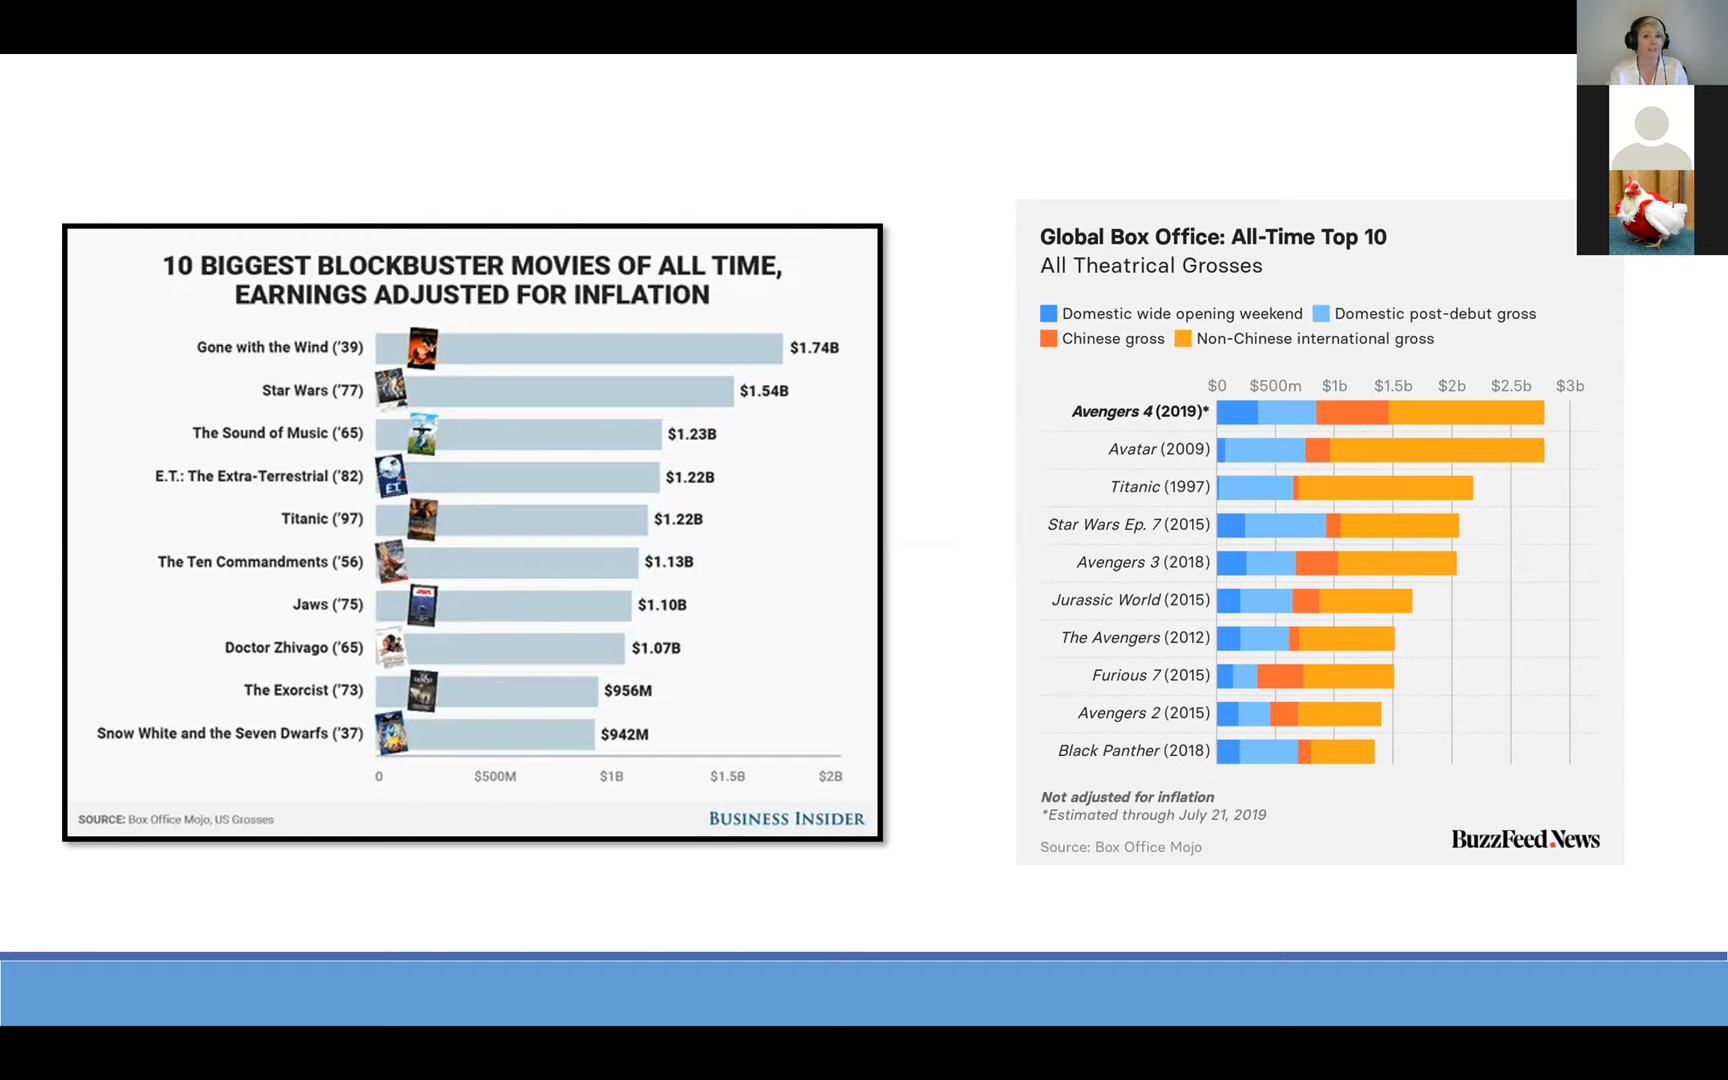 10 BIGGEST BLOCKBUSTER MOVIES OF ALL TIME,
EARNINGS ADJUSTED FOR INFLATION
Gone with the Wind ('39) $1.74B
Star Wars ('77) $1.54B
The Sound of Music ('65) $1.23B
E.T.: The Extra-Terrestrial ('82) $1.22B
Titanic ('97) $1.22B
The Ten Commandments ('56) $1.13B
Jaws ('75) $1.10B
Doctor Zhivago ('65) $1.07B
The Exorcist ('73) $956M
Snow White and the Seven Dwarfs ('37) $942M
0 $500M $1B $1.5B $2B
SOURCE: Box Office Mojo, US Grosses
BUSINESS INSIDER
Global Box Office: All-Time Top 10
All Theatrical Grosses
Domestic wide opening weekend Domestic post-debut gross
Chinese gross Non-Chinese international gross
$0 $500m $1b $1.5b $2b $2.5b $3b
Avengers 4 (2019)*
Avatar (2009)
Titanic (1997)
Star Wars Ep. 7 (2015)
Avengers 3 (2018)
Jurassic World (2015)
The Avengers (2012)
Furious 7 (2015)
Avengers 2 (2015)
Black Panther (2018)
Not adjusted for inflation
*Estimated through July 21, 2019
Source: Box Office Mojo
BuzzFeed.News